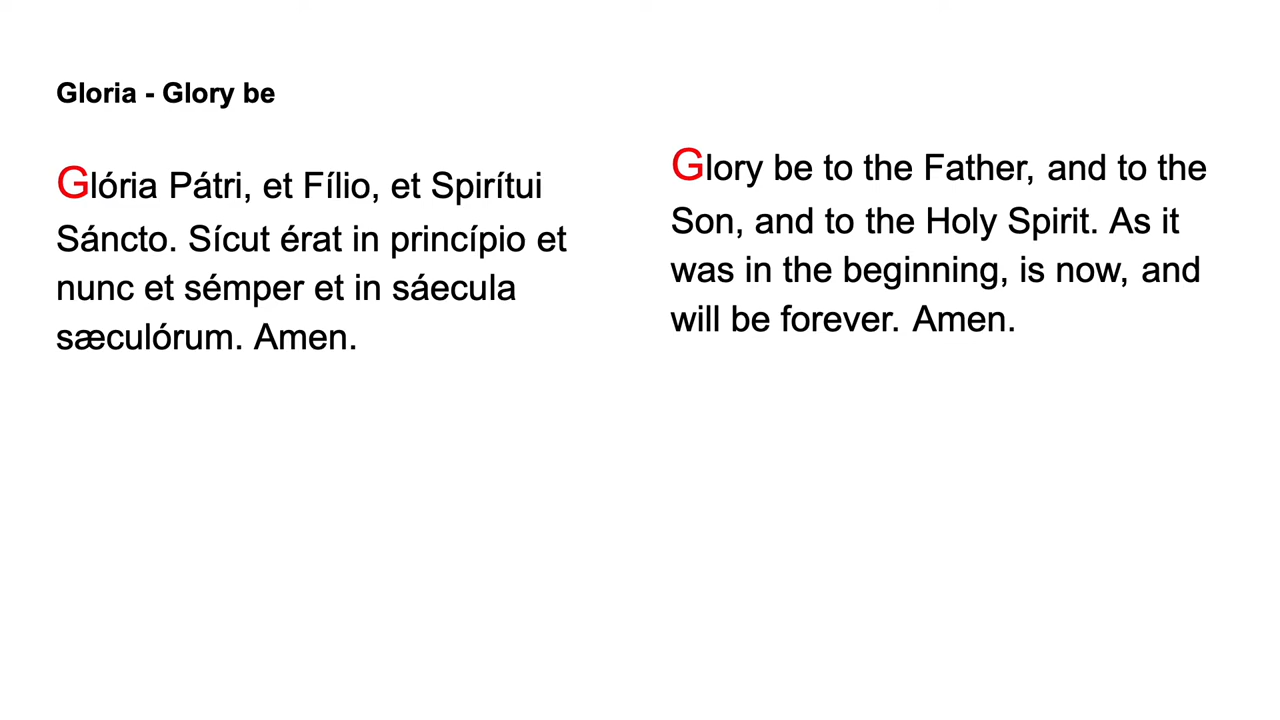 Gloria - Glory be
Glória Pátri, et Fílio, et Spirítui
Sáncto. Sícut érat in princípio et
nunc et sémper et in sáecula
sæculórum. Amen.
Glory be to the Father, and to the
Son, and to the Holy Spirit. As it
was in the beginning, is now, and
will be forever. Amen.